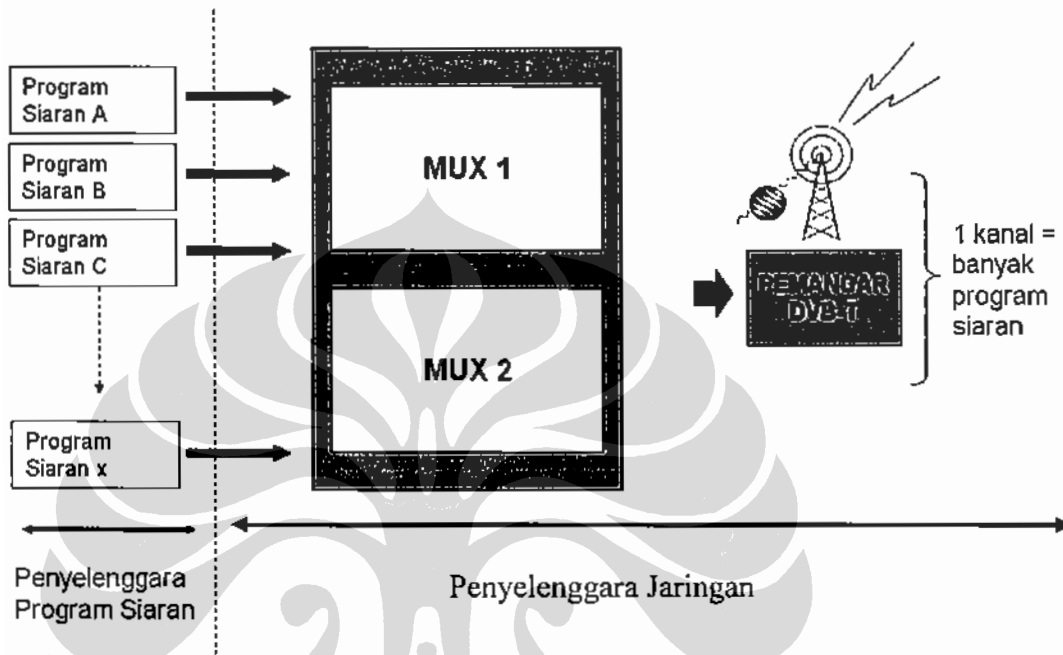 Program
Siaran A
Program
Siaran B
Program
Siaran C
Program
Siaran x
MUX 1
MUX 2
PEMANCAR
DVB-T
1 kanal =
banyak
program
siaran
Penyelenggara
Program Siaran
Penyelenggara Jaringan